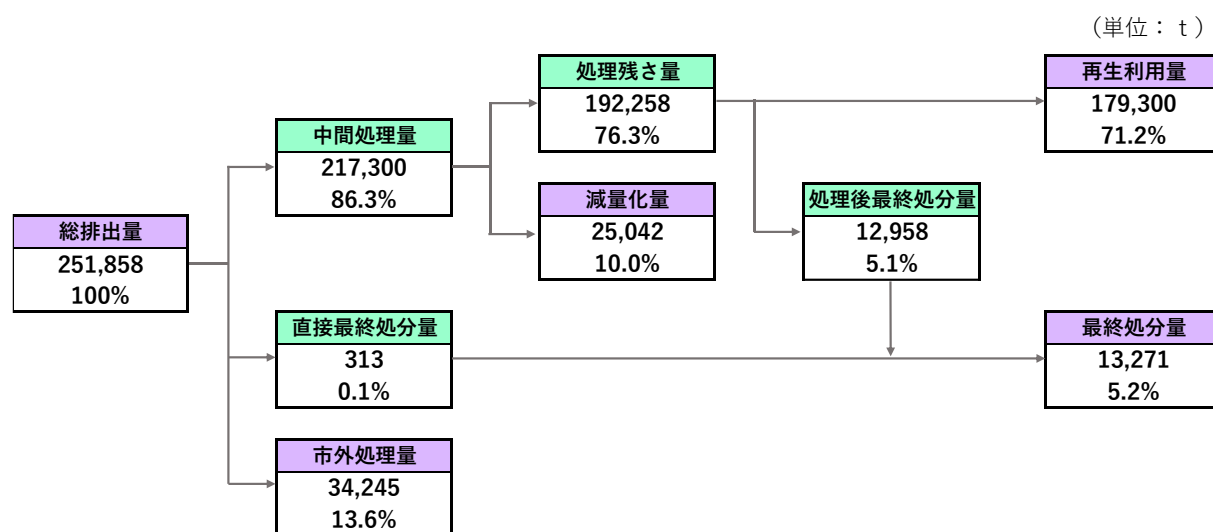 （単位：ｔ）
処理残さ量
192,258
76.3%
再生利用量
179,300
71.2%
中間処理量
217,300
86.3%
減量化量
25,042
10.0%
処理後最終処分量
12,958
5.1%
総排出量
251,858
100%
直接最終処分量
313
0.1%
最終処分量
13,271
5.2%
市外処理量
34,245
13.6%